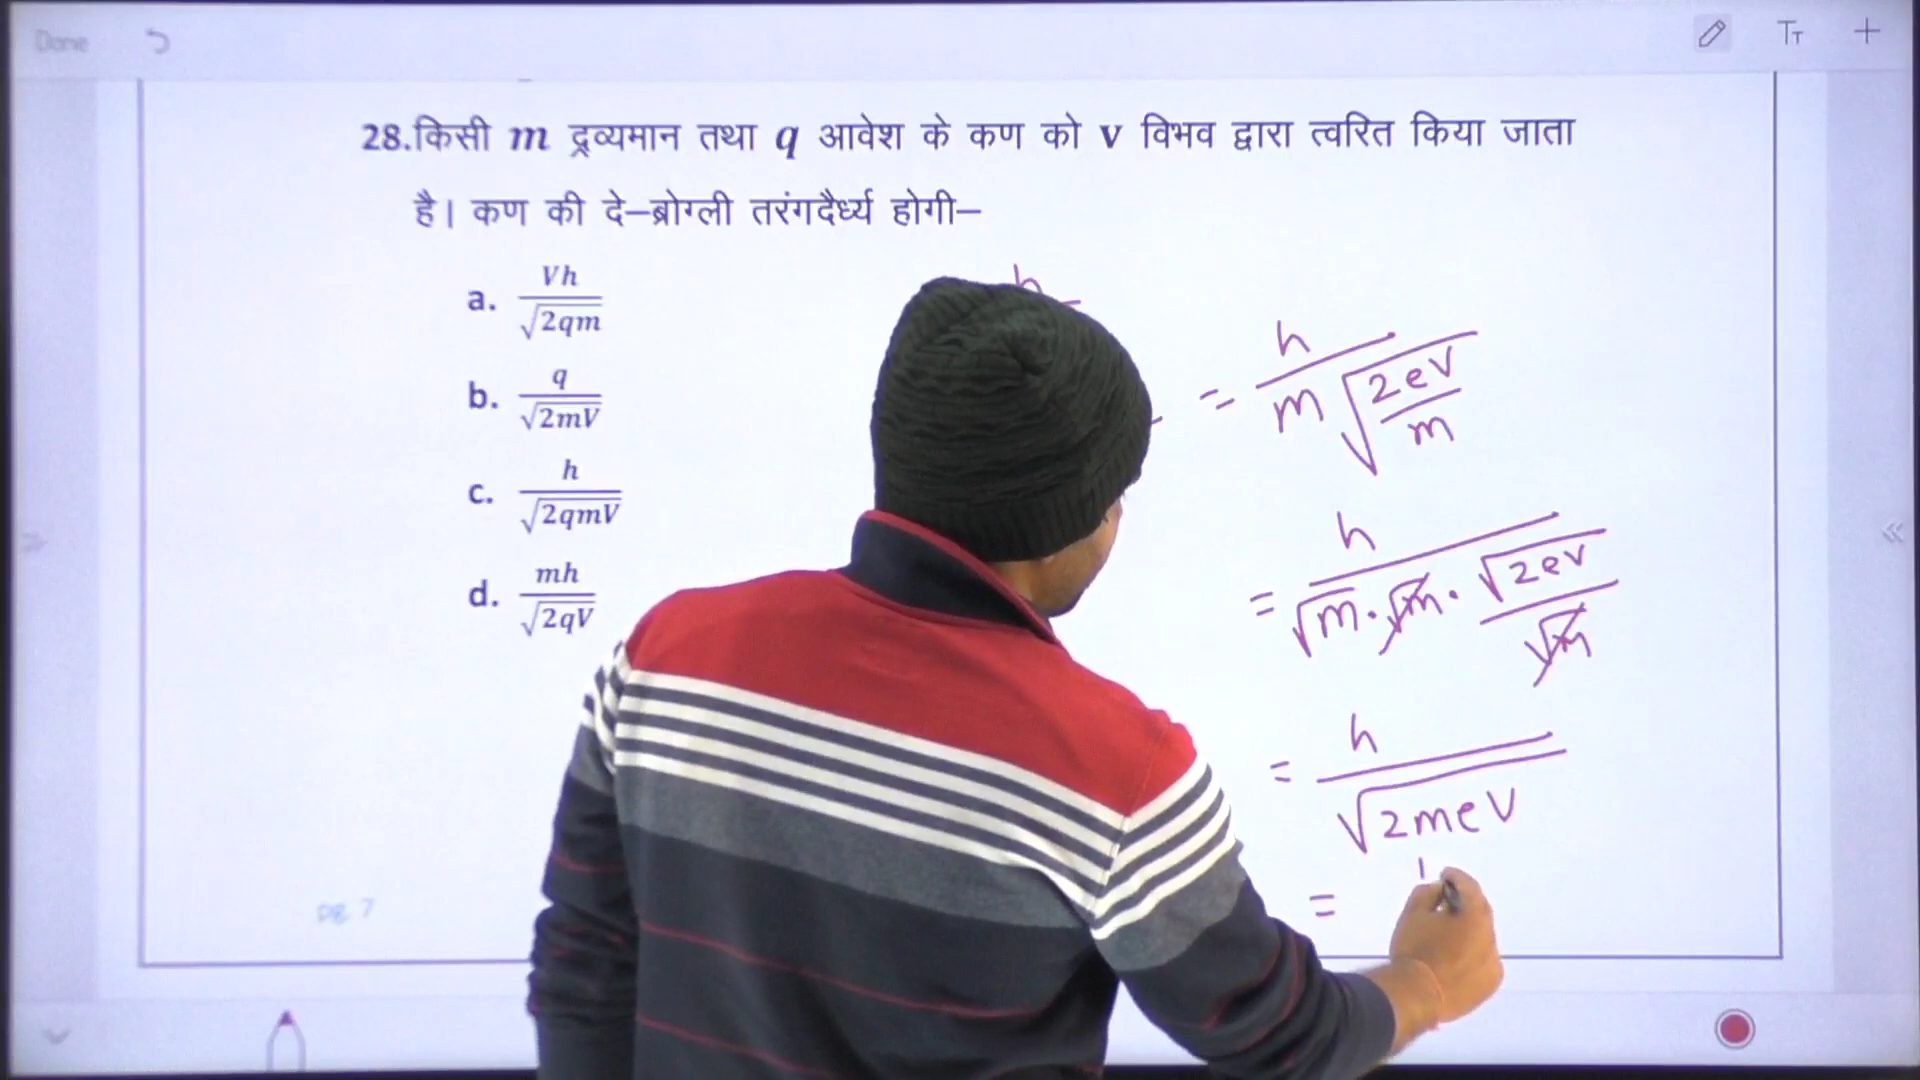 Done
28.किसी m द्रव्यमान तथा q आवेश के कण को v विभव द्वारा त्वरित किया जाता
है। कण की दे–ब्रोग्ली तरंगदैर्ध्य होगी–
a. Vh/√2qm
b. q/√2mV
c. h/√2qmV
d. mh/√2qV
h
= h/m√2eV/m
= h/√m.√m.√2eV/√m
= h/√2meV
=